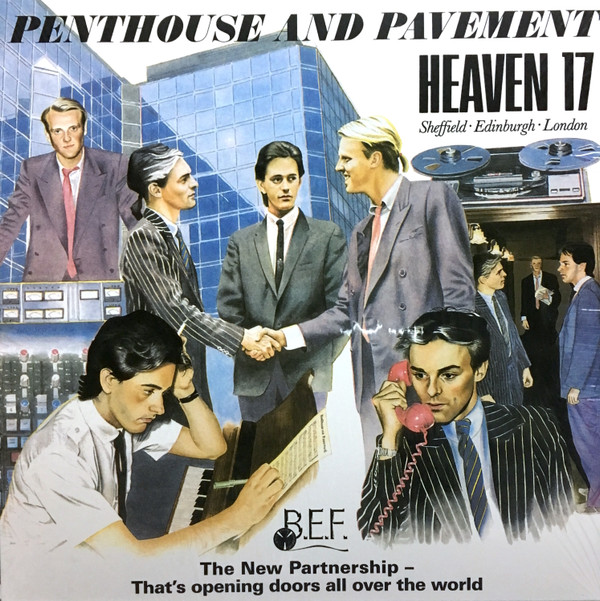 PENTHOUSE AND PAVEMENT
HEAVEN 17
Sheffield · Edinburgh · London
B.E.F.
The New Partnership –
That's opening doors all over the world